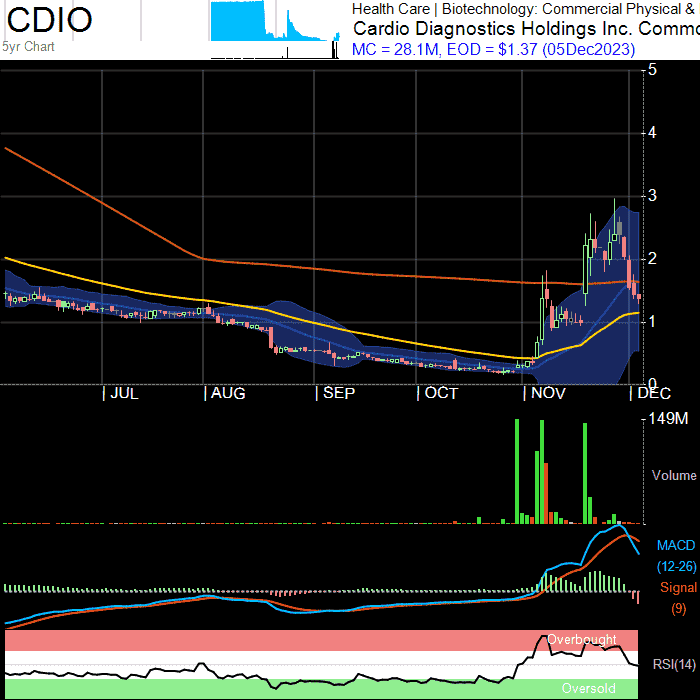 CDIO
5yr Chart
Health Care | Biotechnology: Commercial Physical &
Cardio Diagnostics Holdings Inc. Commo
MC = 28.1M, EOD = $1.37 (05Dec2023)
5
4
3
2
1
0
JUL AUG SEP OCT NOV DEC
149M
Volume
MACD
(12-26)
Signal
(9)
Overbought
RSI(14)
Oversold